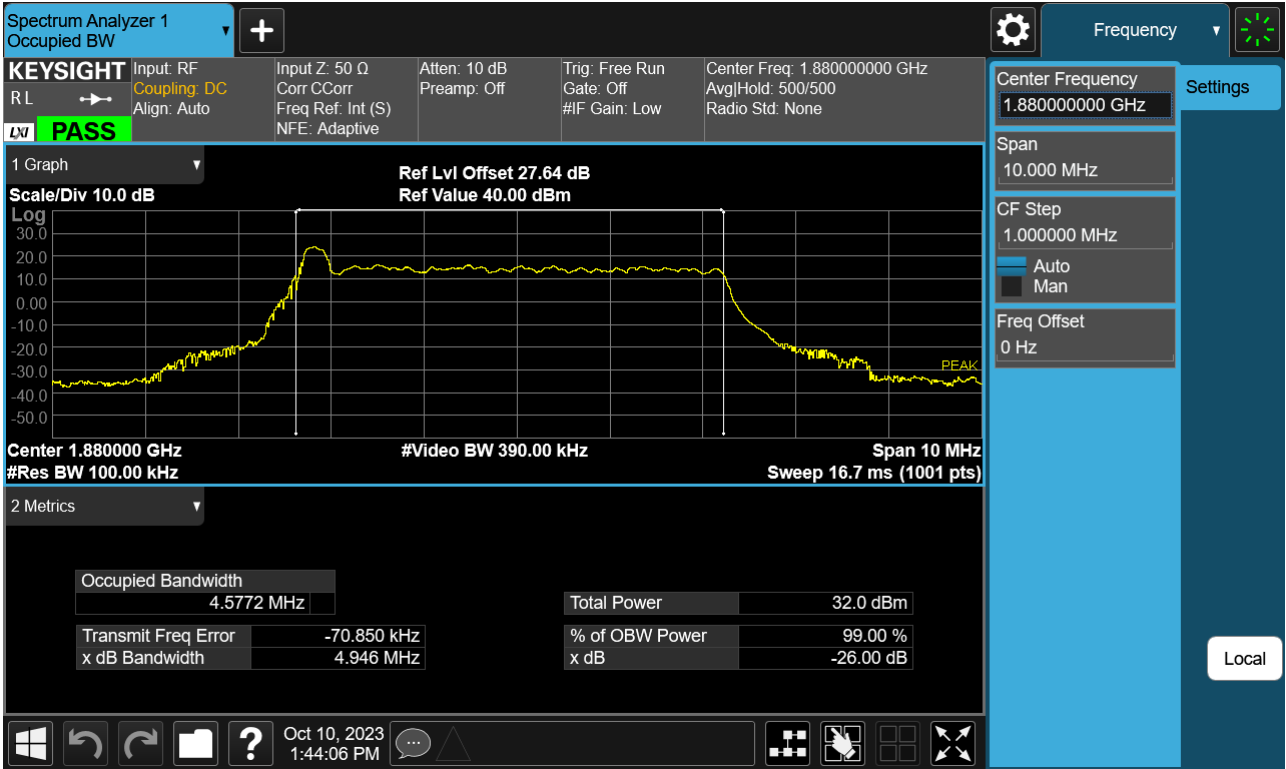 Spectrum Analyzer 1
Occupied BW
Frequency
KEYSIGHT
R L
LXI
PASS
Input: RF
Coupling: DC
Align: Auto
Input Z: 50 Ω
Corr CCorr
Freq Ref: Int (S)
NFE: Adaptive
Atten: 10 dB
Preamp: Off
Trig: Free Run
Gate: Off
#IF Gain: Low
Center Freq: 1.880000000 GHz
Avg|Hold: 500/500
Radio Std: None
Center Frequency
1.880000000 GHz
Settings
Span
10.000 MHz
CF Step
1.000000 MHz
Auto
Man
Freq Offset
0 Hz
Local
1 Graph
Scale/Div 10.0 dB
Ref Lvl Offset 27.64 dB
Ref Value 40.00 dBm
Log
30.0
20.0
10.0
0.00
-10.0
-20.0
-30.0
-40.0
-50.0
PEAK
Center 1.880000 GHz
#Video BW 390.00 kHz
Span 10 MHz
#Res BW 100.00 kHz
Sweep 16.7 ms (1001 pts)
2 Metrics
Occupied Bandwidth
4.5772 MHz
Total Power 32.0 dBm
Transmit Freq Error -70.850 kHz
% of OBW Power 99.00 %
x dB Bandwidth 4.946 MHz
x dB -26.00 dB
?
Oct 10, 2023
1:44:06 PM